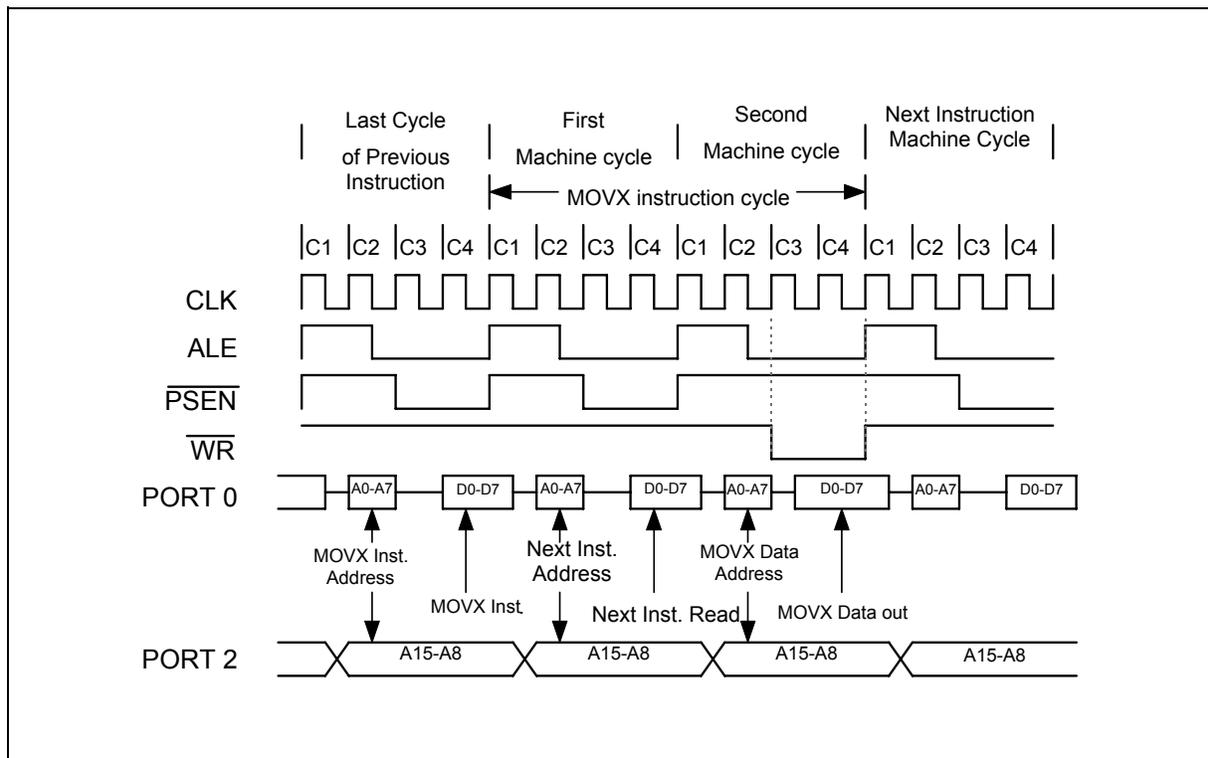 Last Cycle
of Previous
Instruction
First
Machine cycle
Second
Machine cycle
Next Instruction
Machine Cycle
MOVX instruction cycle
C1 C2 C3 C4 C1 C2 C3 C4 C1 C2 C3 C4 C1 C2 C3 C4
CLK
ALE
PSEN
WR
PORT 0
A0-A7 D0-D7 A0-A7 D0-D7 A0-A7 D0-D7 A0-A7 D0-D7
MOVX Inst.
Address
MOVX Inst.
Next Inst.
Address
Next Inst. Read
MOVX Data
Address
MOVX Data out
PORT 2
A15-A8 A15-A8 A15-A8 A15-A8